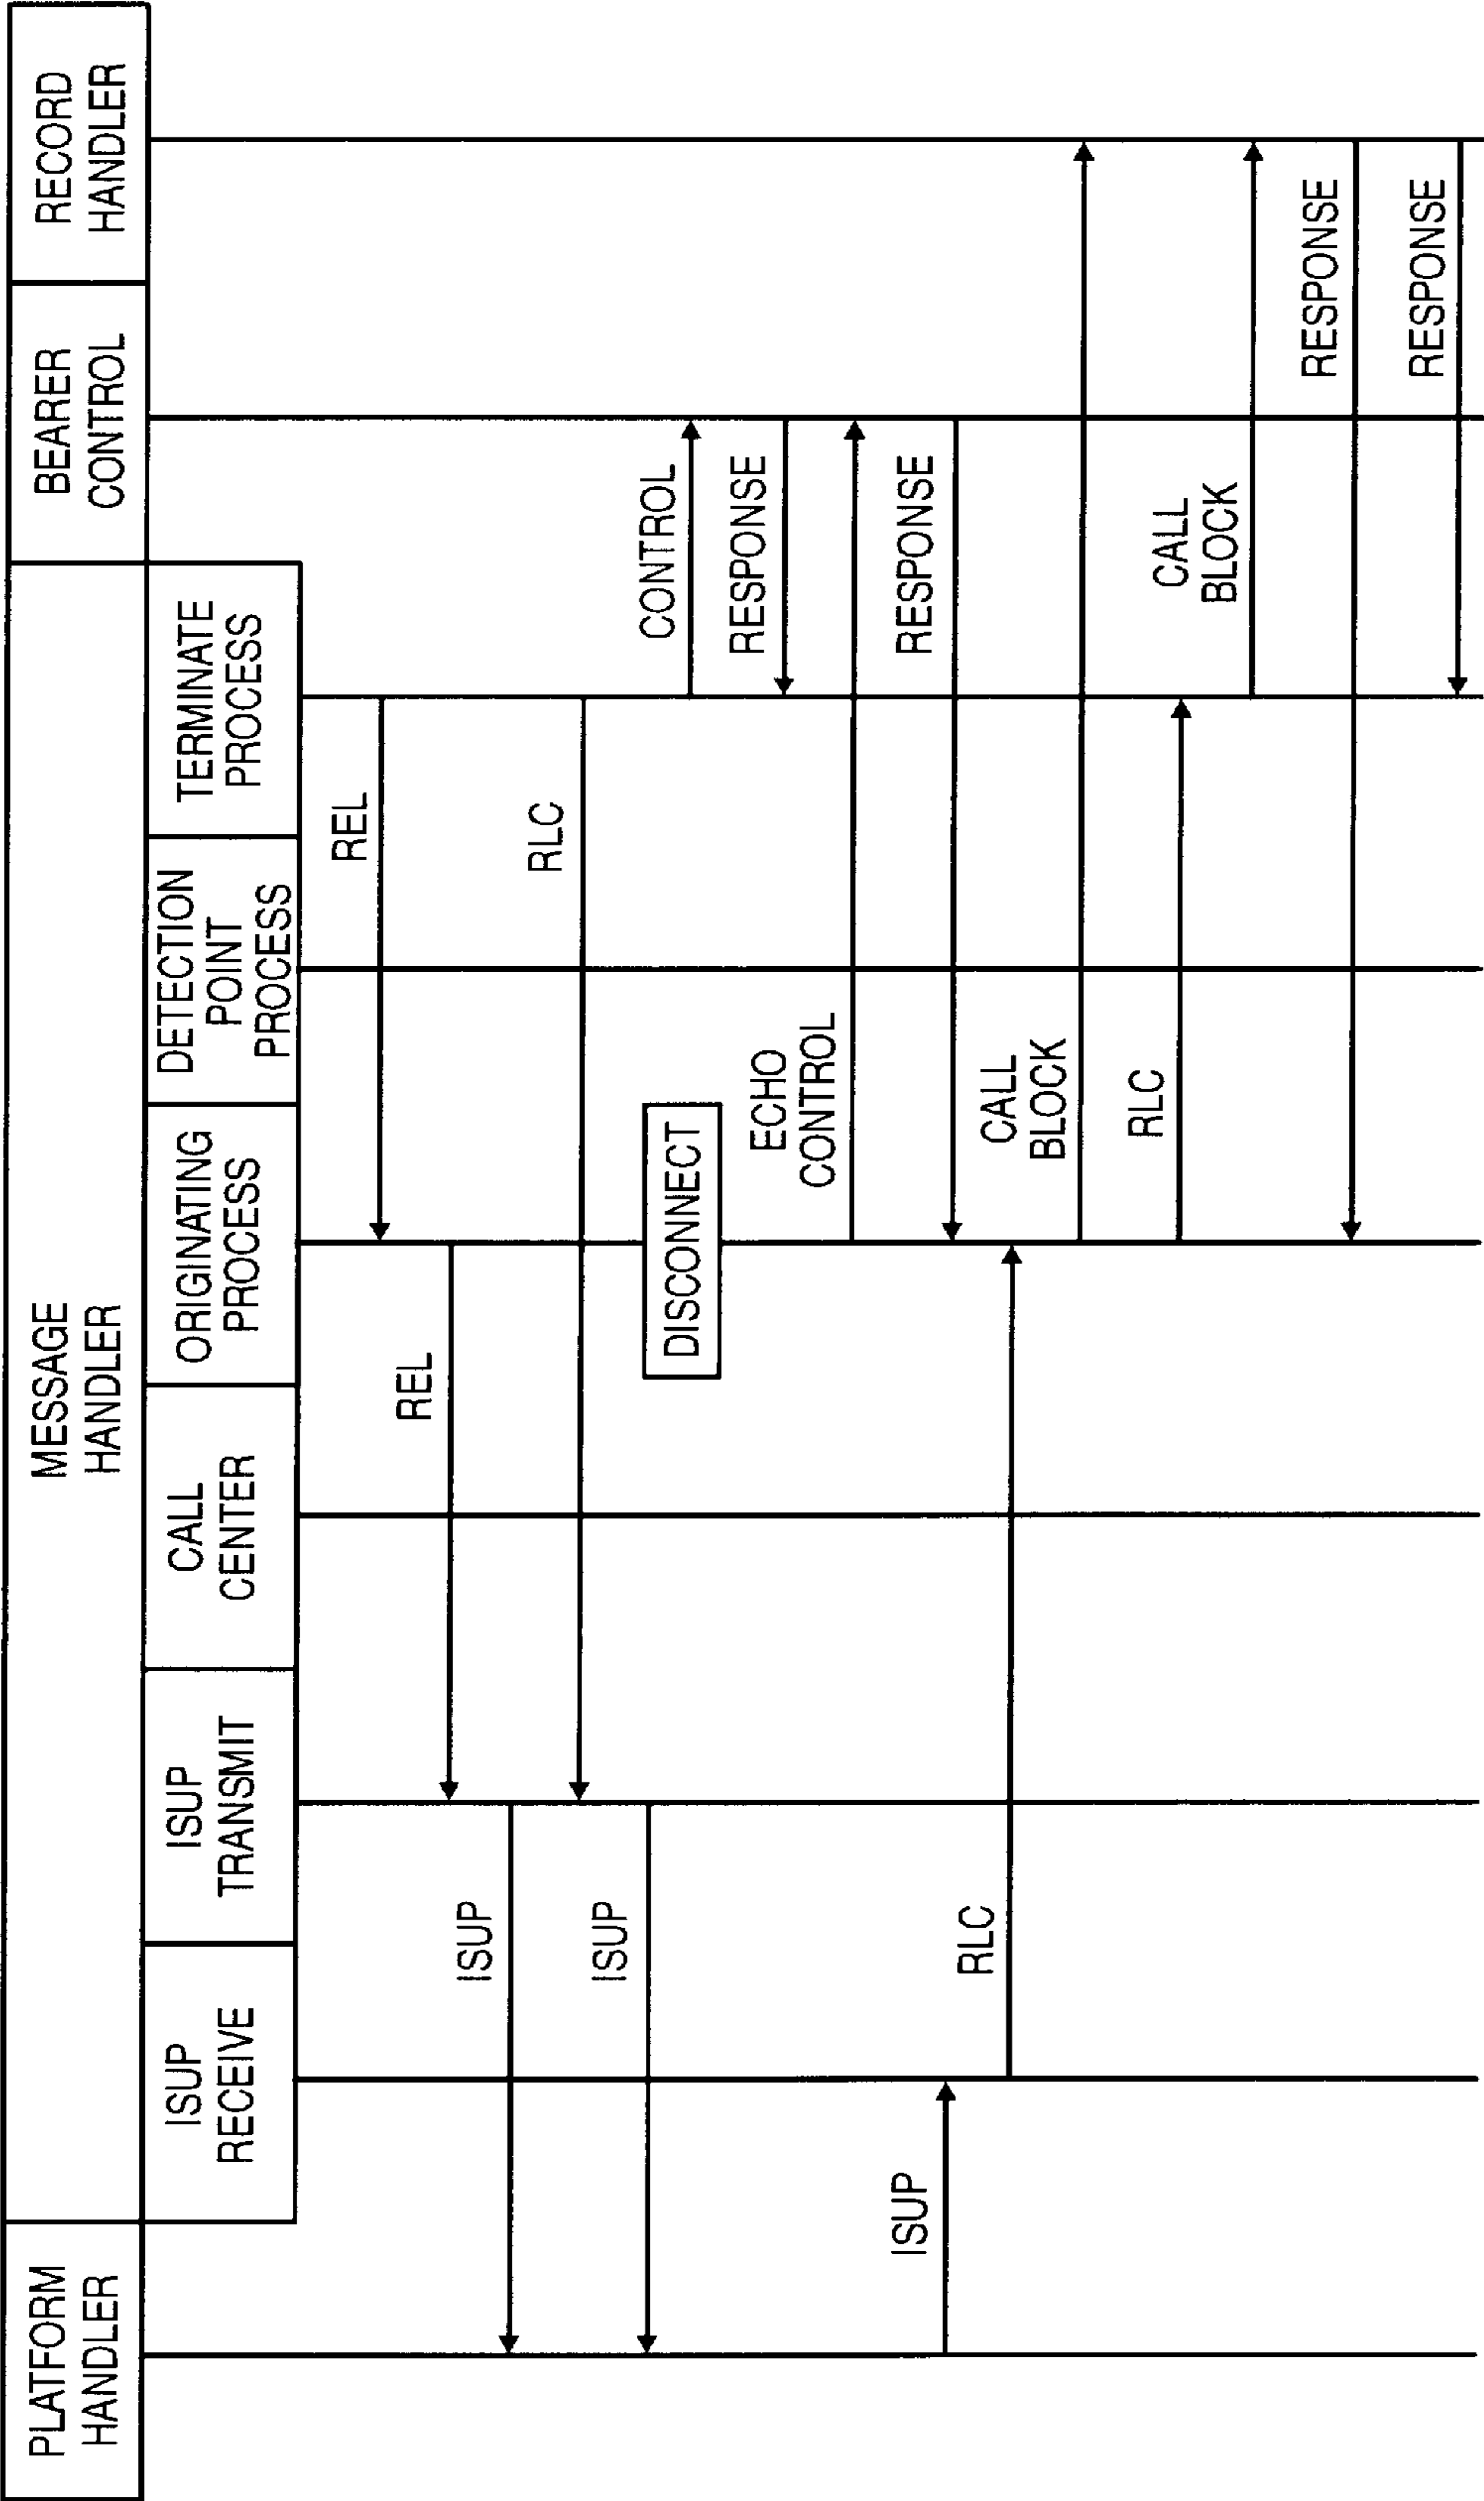 PLATFORM
HANDLER
MESSAGE
HANDLER
BEARER
CONTROL
RECORD
HANDLER
ISUP
RECEIVE
ISUP
TRANSMIT
CALL
CENTER
ORIGINATING
PROCESS
DETECTION
POINT
PROCESS
TERMINATE
PROCESS
REL
REL
ISUP
RLC
ISUP
CONTROL
DISCONNECT
RESPONSE
ECHO
CONTROL
RESPONSE
ISUP
RLC
CALL
BLOCK
RLC
CALL
BLOCK
RESPONSE
RESPONSE